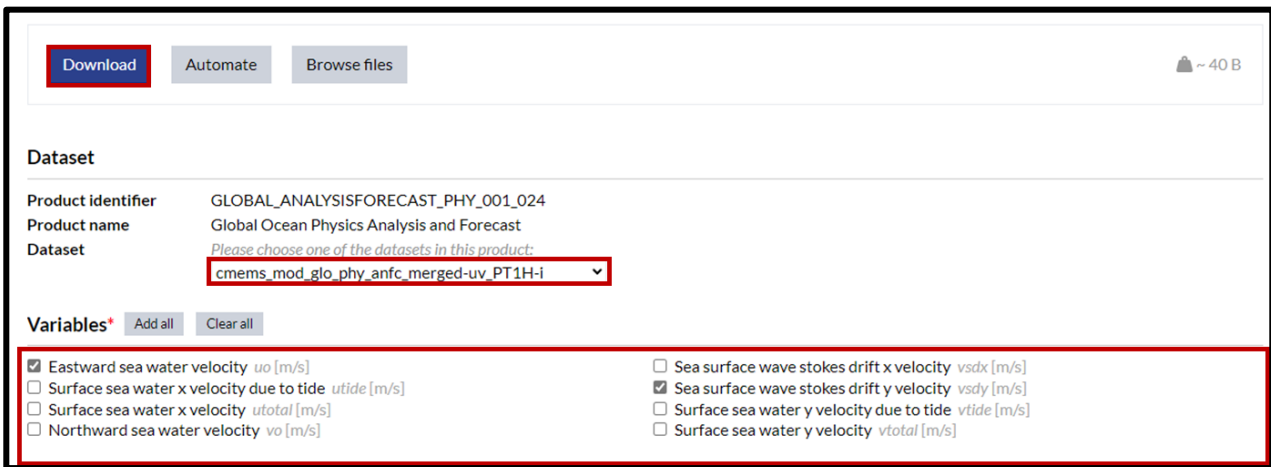 Download Automate Browse files ~ 40 B
Dataset
Product identifier GLOBAL_ANALYSISFORECAST_PHY_001_024
Product name Global Ocean Physics Analysis and Forecast
Dataset Please choose one of the datasets in this product:
cmems_mod_glo_phy_anfc_merged-uv_PT1H-i
Variables* Add all Clear all
Eastward sea water velocity uo [m/s] Sea surface wave stokes drift x velocity vsdx [m/s]
Surface sea water x velocity due to tide utide [m/s] Sea surface wave stokes drift y velocity vsdy [m/s]
Surface sea water x velocity utotal [m/s] Surface sea water y velocity due to tide vtide [m/s]
Northward sea water velocity vo [m/s] Surface sea water y velocity vtotal [m/s]